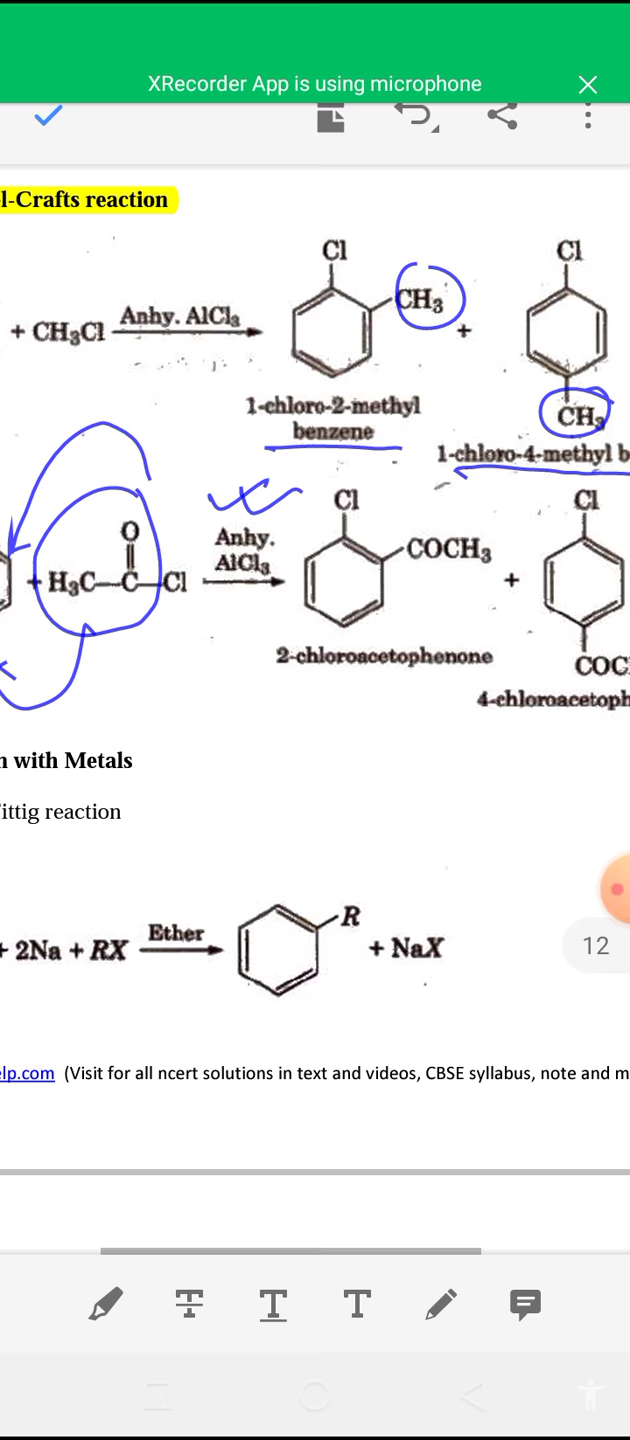 XRecorder App is using microphone
l-Crafts reaction
Cl
Cl
CH₃
+ CH₃Cl Anhy. AlCl₃
+
1-chloro-2-methyl
benzene
CH₃
1-chloro-4-methyl b
Cl
Cl
O
Anhy.
AlCl₃
COCH₃
+ H₃C—C—Cl
+
2-chloroacetophenone
COC
4-chloroacetoph
n with Metals
ittig reaction
R
+ 2Na + RX Ether
+ NaX
12
elp.com (Visit for all ncert solutions in text and videos, CBSE syllabus, note and m